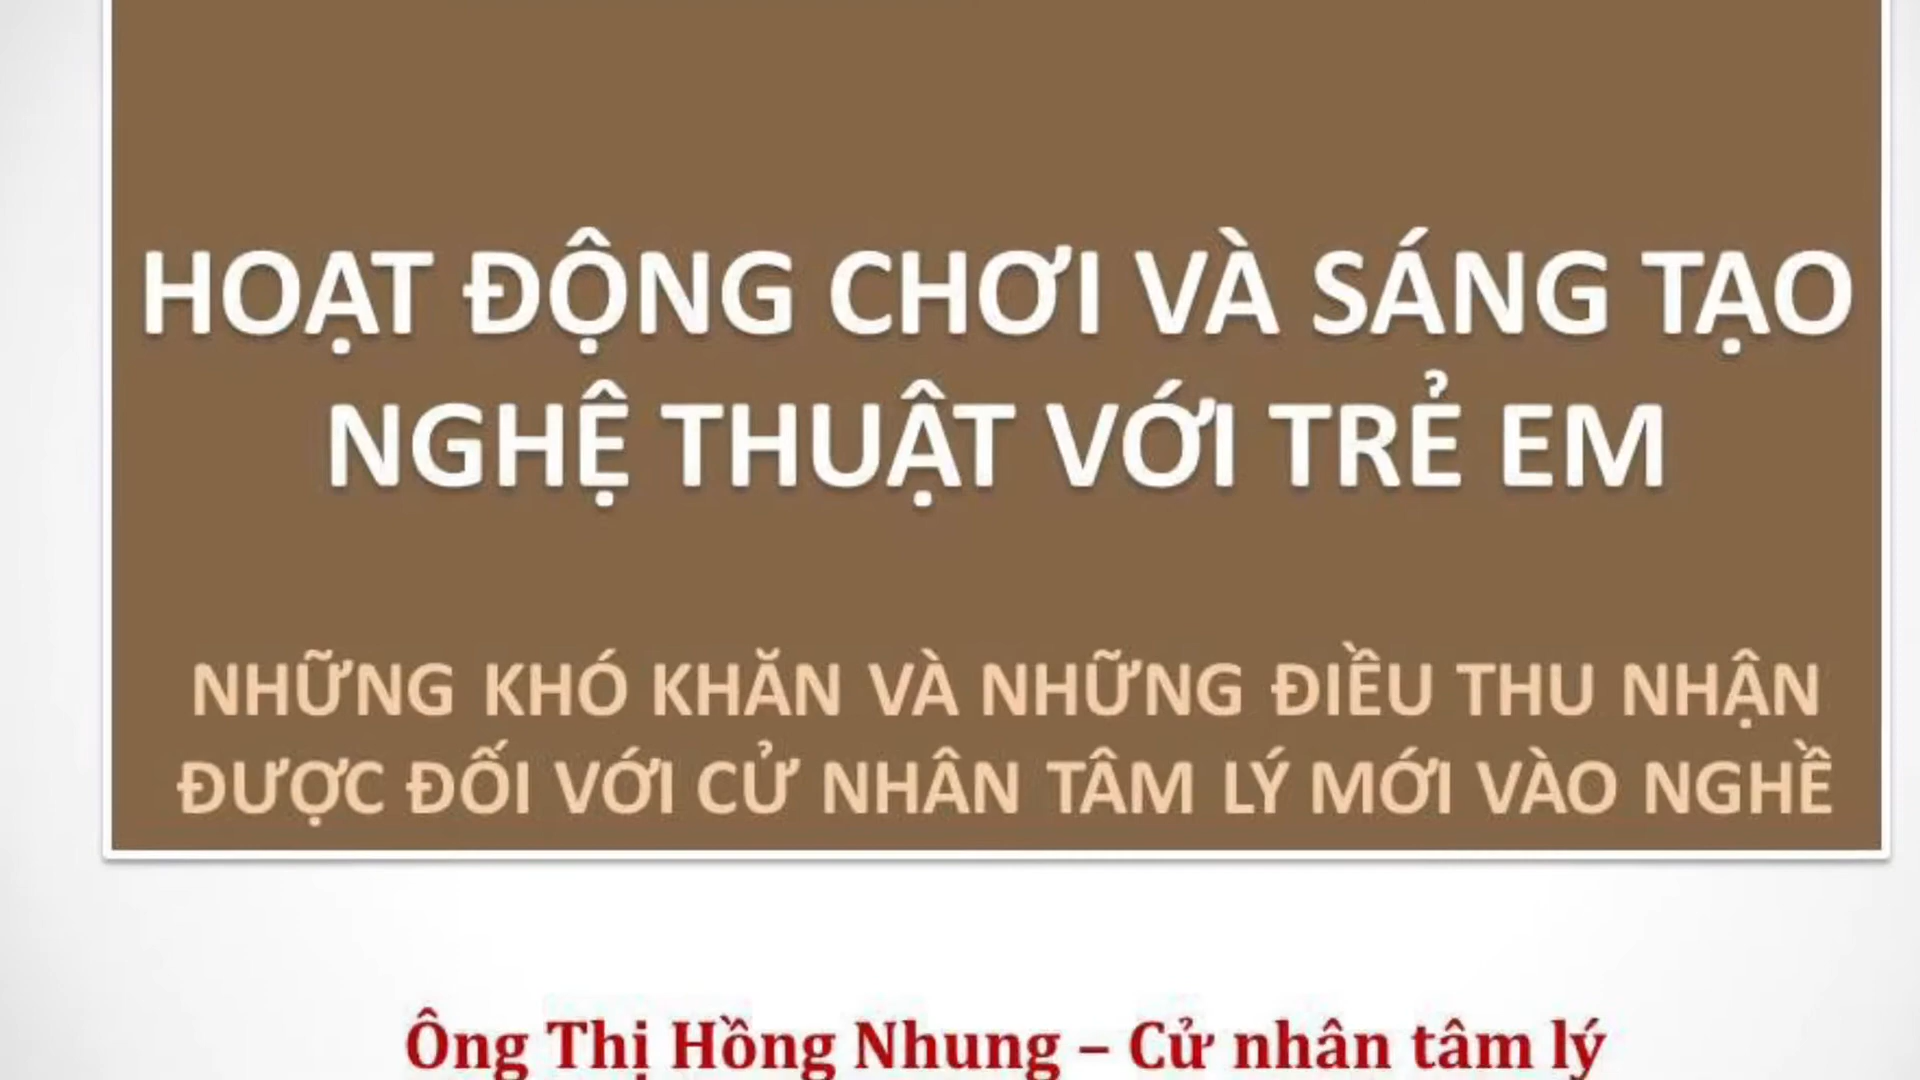 HOẠT ĐỘNG CHƠI VÀ SÁNG TẠO
NGHỆ THUẬT VỚI TRẺ EM
NHỮNG KHÓ KHĂN VÀ NHỮNG ĐIỀU THU NHẬN
ĐƯỢC ĐỐI VỚI CỬ NHÂN TÂM LÝ MỚI VÀO NGHỀ
Ông Thị Hồng Nhung – Cử nhân tâm lý